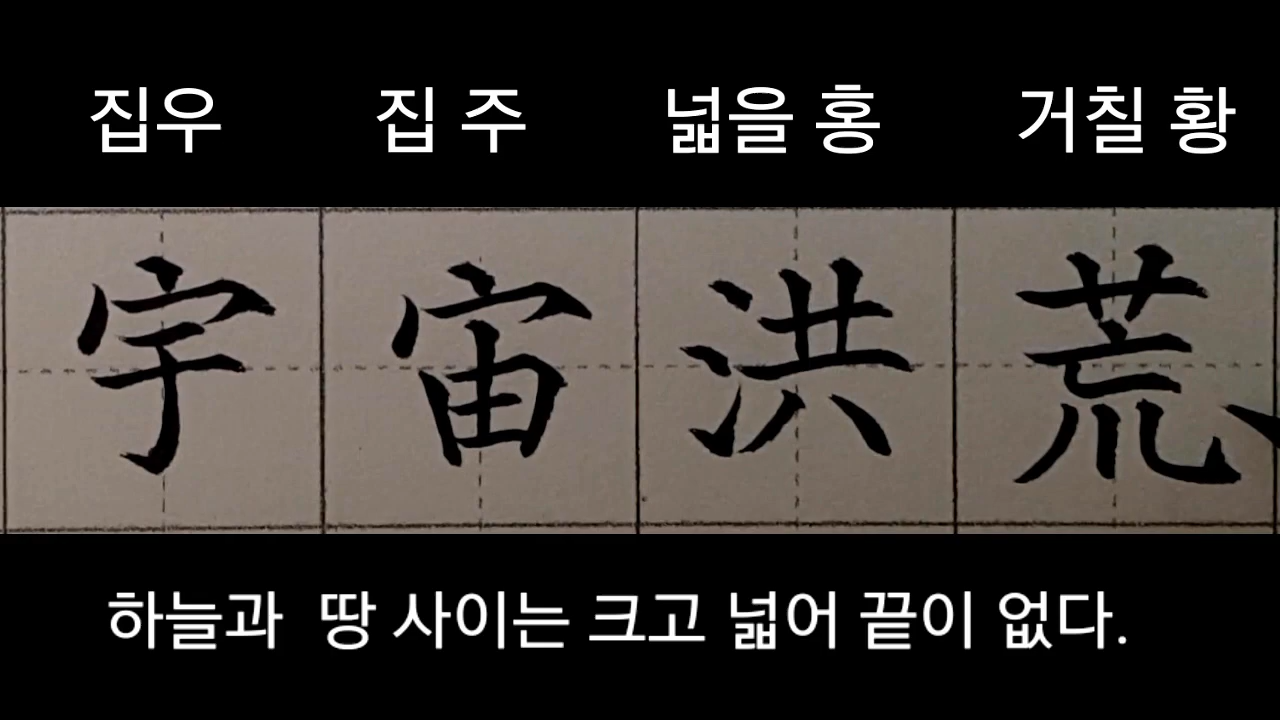 집우 집 주 넓을 홍 거칠 황
宇宙洪荒
하늘과 땅 사이는 크고 넓어 끝이 없다.